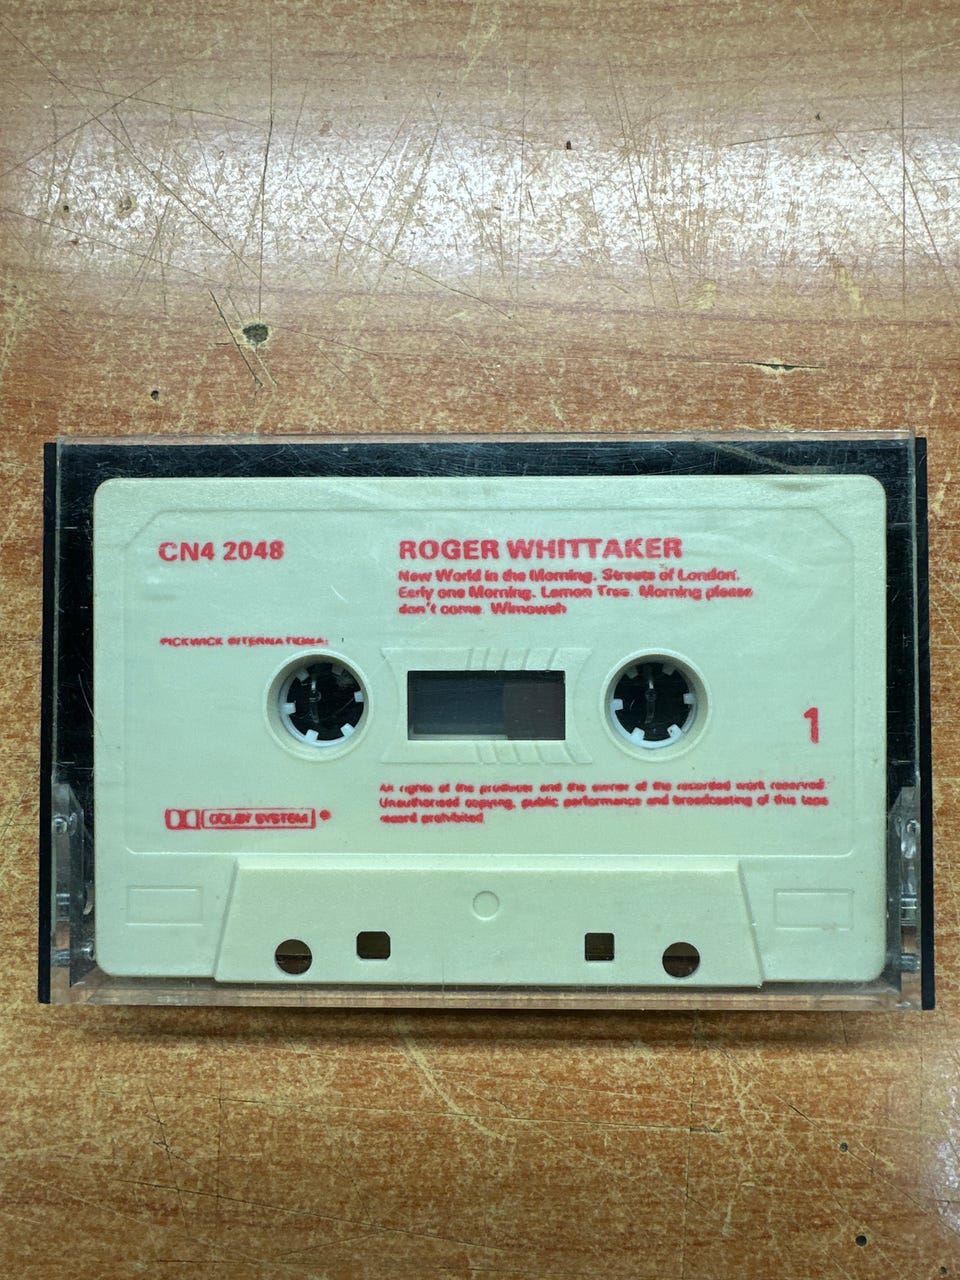 CN4 2048
ROGER WHITTAKER
New World in the Morning. Streets of London.
Early one Morning. Lemon Tree. Morning please
don't come. Wimoweh
PICKWICK INTERNATIONAL
1
All rights of the producer and the owner of the recorded work reserved.
Unauthorised copying, public performance and broadcasting of this tape
record prohibited
DOLBY SYSTEM ®